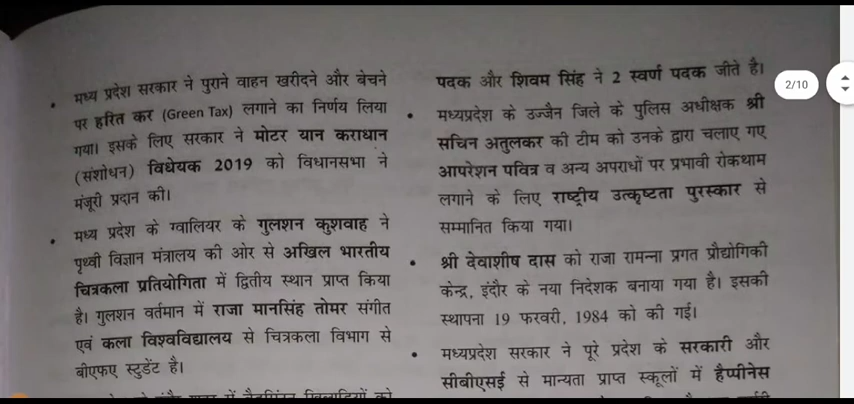 मध्य प्रदेश सरकार ने पुराने वाहन खरीदने और बेचने
पर हरित कर (Green Tax) लगाने का निर्णय लिया
गया। इसके लिए सरकार ने मोटर यान कराधान
(संशोधन) विधेयक 2019 को विधानसभा ने
मंजूरी प्रदान की।
मध्य प्रदेश के ग्वालियर के गुलशन कुशवाह ने
पृथ्वी विज्ञान मंत्रालय की ओर से अखिल भारतीय
चित्रकला प्रतियोगिता में द्वितीय स्थान प्राप्त किया
है। गुलशन वर्तमान में राजा मानसिंह तोमर संगीत
एवं कला विश्वविद्यालय से चित्रकला विभाग से
बीएफए स्टुडेंट है।
में बैडमिंटन खिलाड़ियों को
पदक और शिवम सिंह ने 2 स्वर्ण पदक जीते है।
मध्यप्रदेश के उज्जैन जिले के पुलिस अधीक्षक श्री
सचिन अतुलकर की टीम को उनके द्वारा चलाए गए
आपरेशन पवित्र व अन्य अपराधों पर प्रभावी रोकथाम
लगाने के लिए राष्ट्रीय उत्कृष्टता पुरस्कार से
सम्मानित किया गया।
श्री देवाशीष दास को राजा रामन्ना प्रगत प्रौद्योगिकी
केन्द्र, इंदौर के नया निदेशक बनाया गया है। इसकी
स्थापना 19 फरवरी, 1984 को की गई।
मध्यप्रदेश सरकार ने पूरे प्रदेश के सरकारी और
सीबीएसई से मान्यता प्राप्त स्कूलों में हैप्पीनेस
2/10